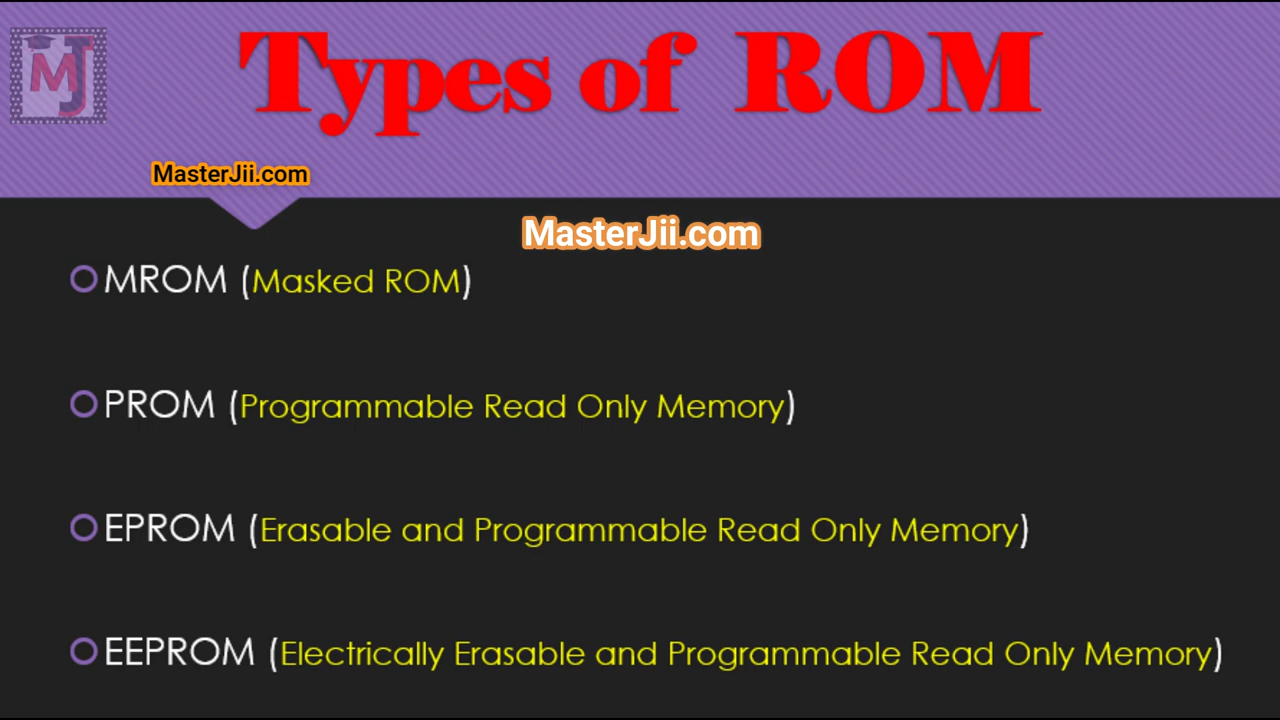 MJ
Types of ROM
MasterJii.com
MasterJii.com
MROM (Masked ROM)
PROM (Programmable Read Only Memory)
EPROM (Erasable and Programmable Read Only Memory)
EEPROM (Electrically Erasable and Programmable Read Only Memory)